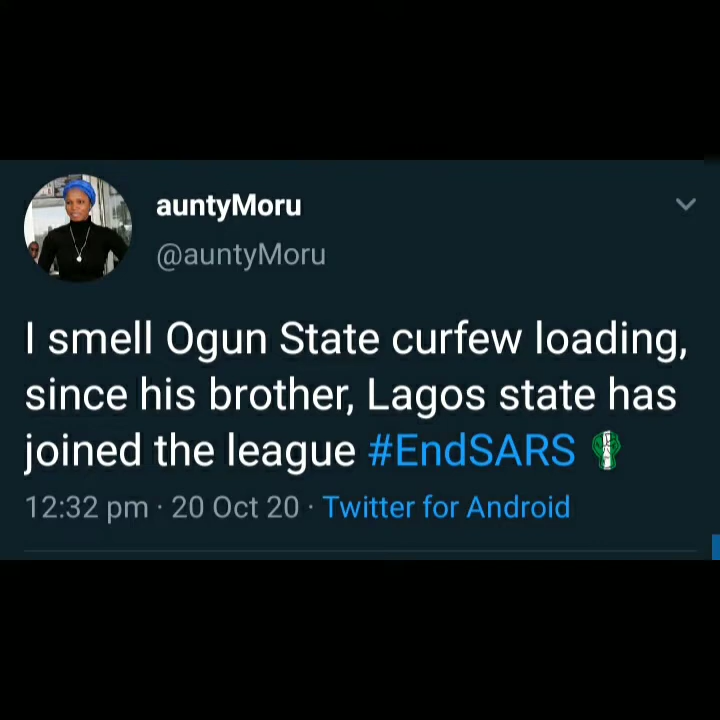 auntyMoru
@auntyMoru
I smell Ogun State curfew loading,
since his brother, Lagos state has
joined the league #EndSARS
12:32 pm · 20 Oct 20 · Twitter for Android